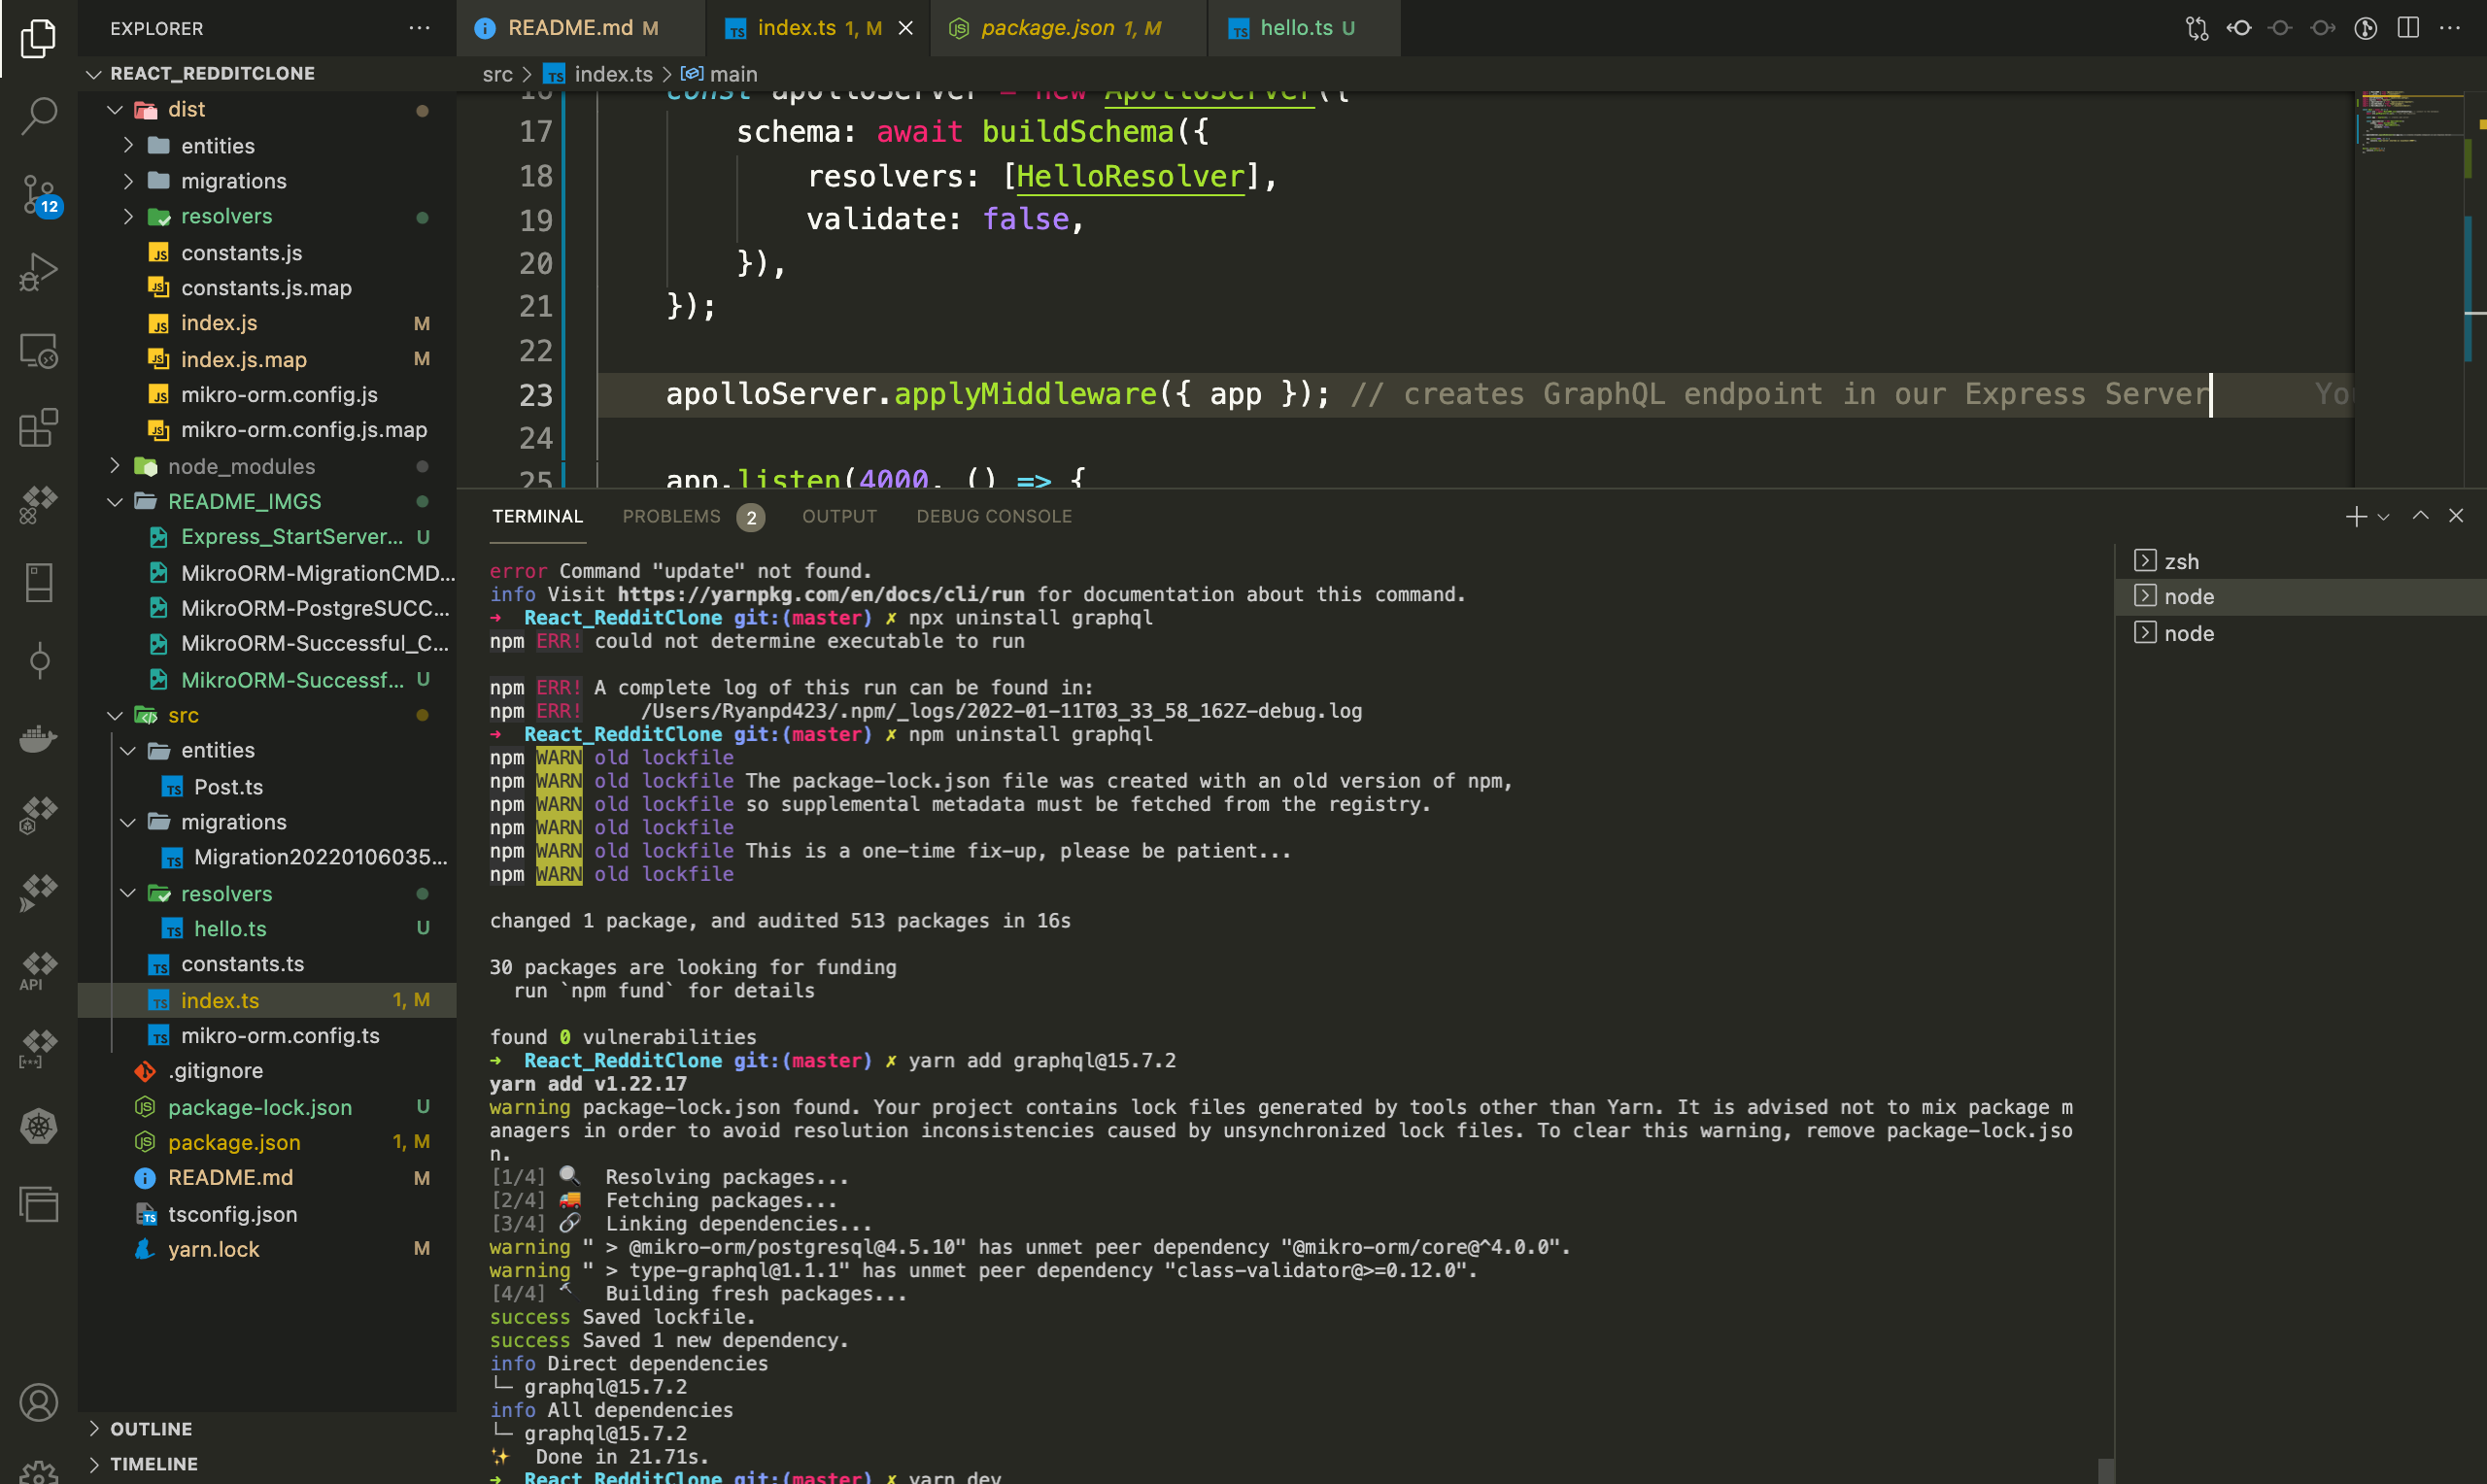 EXPLORER
REACT_REDDITCLONE
dist
entities
migrations
resolvers
constants.js
constants.js.map
index.js M
index.js.map M
mikro-orm.config.js
mikro-orm.config.js.map
node_modules
README_IMGS
Express_StartServer... U
MikroORM-MigrationCMD...
MikroORM-PostgreSUCC...
MikroORM-Successful_C...
MikroORM-Successf... U
src
entities
Post.ts
migrations
Migration20220106035...
resolvers
hello.ts U
constants.ts
index.ts 1, M
mikro-orm.config.ts
.gitignore
package-lock.json U
package.json 1, M
README.md M
tsconfig.json
yarn.lock M
OUTLINE
TIMELINE
12
API
README.md M
index.ts 1, M
package.json 1, M
hello.ts U
src > index.ts > main
16 const apolloServer = new ApolloServer({
17 schema: await buildSchema({
18 resolvers: [HelloResolver],
19 validate: false,
20 }),
21 });
22
23 apolloServer.applyMiddleware({ app }); // creates GraphQL endpoint in our Express Server
24
25 app.listen(4000, () => {
TERMINAL PROBLEMS 2 OUTPUT DEBUG CONSOLE
error Command "update" not found.
info Visit https://yarnpkg.com/en/docs/cli/run for documentation about this command.
➜ React_RedditClone git:(master) ✗ npx uninstall graphql
npm ERR! could not determine executable to run
npm ERR! A complete log of this run can be found in:
npm ERR! /Users/Ryanpd423/.npm/_logs/2022-01-11T03_33_58_162Z-debug.log
➜ React_RedditClone git:(master) ✗ npm uninstall graphql
npm WARN old lockfile
npm WARN old lockfile The package-lock.json file was created with an old version of npm,
npm WARN old lockfile so supplemental metadata must be fetched from the registry.
npm WARN old lockfile
npm WARN old lockfile This is a one-time fix-up, please be patient...
npm WARN old lockfile
changed 1 package, and audited 513 packages in 16s
30 packages are looking for funding
run `npm fund` for details
found 0 vulnerabilities
➜ React_RedditClone git:(master) ✗ yarn add graphql@15.7.2
yarn add v1.22.17
warning package-lock.json found. Your project contains lock files generated by tools other than Yarn. It is advised not to mix package m
anagers in order to avoid resolution inconsistencies caused by unsynchronized lock files. To clear this warning, remove package-lock.jso
n.
[1/4] 🔍 Resolving packages...
[2/4] 🚚 Fetching packages...
[3/4] 🔗 Linking dependencies...
warning " > @mikro-orm/postgresql@4.5.10" has unmet peer dependency "@mikro-orm/core@^4.0.0".
warning " > type-graphql@1.1.1" has unmet peer dependency "class-validator@>=0.12.0".
[4/4] 🔨 Building fresh packages...
success Saved lockfile.
success Saved 1 new dependency.
info Direct dependencies
└─ graphql@15.7.2
info All dependencies
└─ graphql@15.7.2
✨ Done in 21.71s.
➜ React_RedditClone git:(master) ✗ yarn dev
zsh
node
node